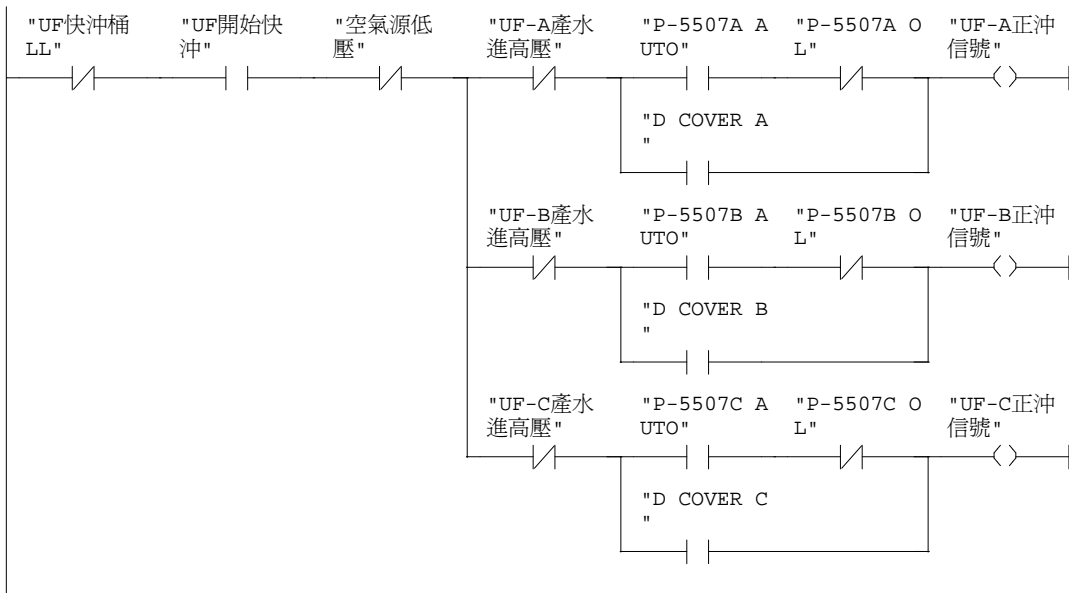 "UF快沖桶
LL"
"UF開始快
沖"
"空氣源低
壓"
"UF-A產水
進高壓"
"P-5507A A
UTO"
"P-5507A O
L"
"UF-A正沖
信號"
"D COVER A
"
"UF-B產水
進高壓"
"P-5507B A
UTO"
"P-5507B O
L"
"UF-B正沖
信號"
"D COVER B
"
"UF-C產水
進高壓"
"P-5507C A
UTO"
"P-5507C O
L"
"UF-C正沖
信號"
"D COVER C
"